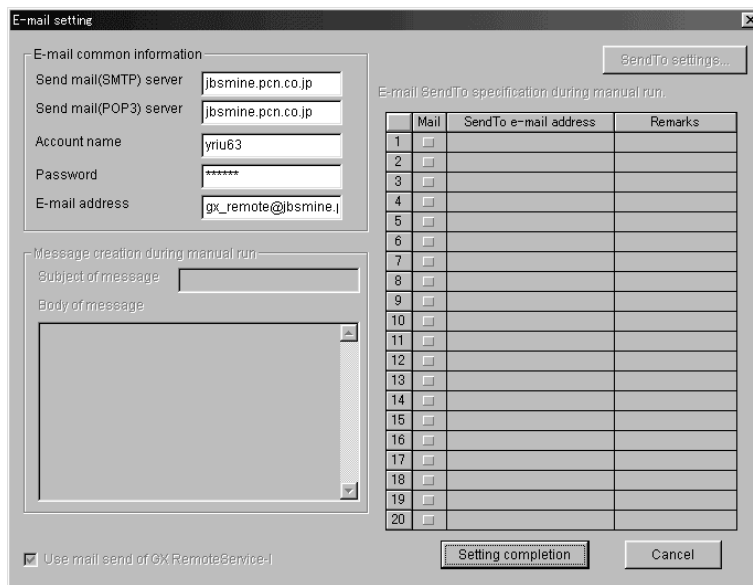 E-mail setting
E-mail common information
Send mail(SMTP) server
jbsmine.pcn.co.jp
Send mail(POP3) server
jbsmine.pcn.co.jp
Account name
yriu63
Password
******
E-mail address
gx_remote@jbsmine.p
Message creation during manual run
Subject of message
Body of message
Use mail send of GX RemoteService-I
SendTo settings...
E-mail SendTo specification during manual run.
Mail SendTo e-mail address Remarks
1
2
3
4
5
6
7
8
9
10
11
12
13
14
15
16
17
18
19
20
Setting completion
Cancel